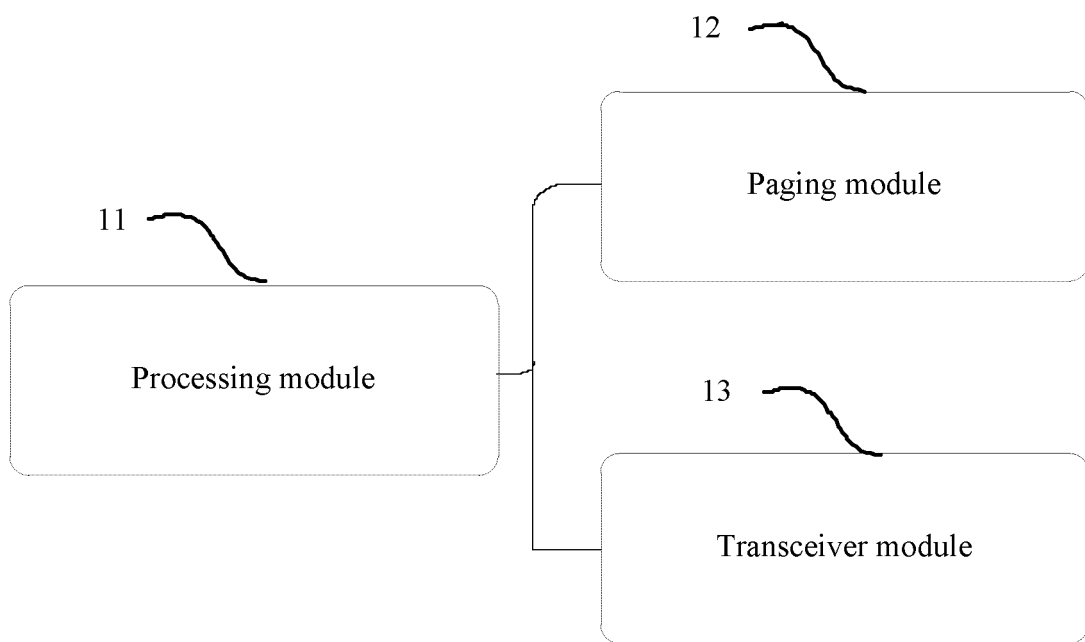 12
Paging module
11
Processing module
13
Transceiver module